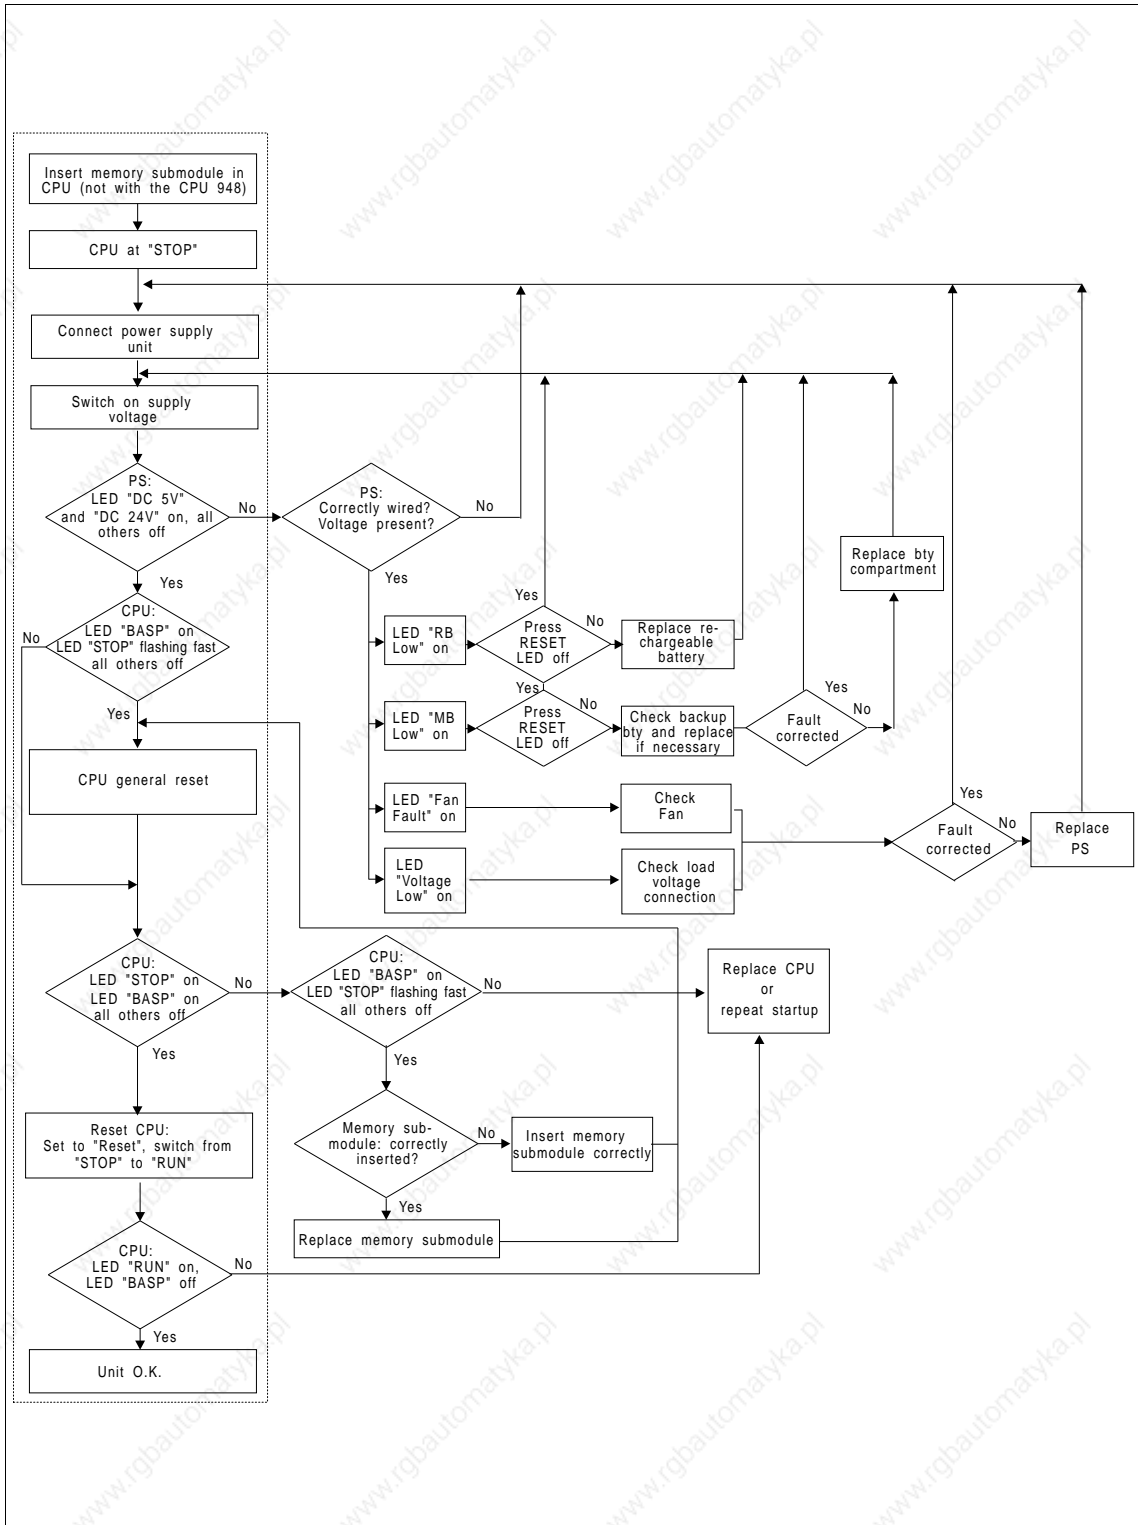 Insert memory submodule in
CPU (not with the CPU 948)
CPU at "STOP"
Connect power supply
unit
Switch on supply
voltage
PS:
LED "DC 5V"
and "DC 24V" on, all
others off
No
Yes
PS:
Correctly wired?
Voltage present?
No
Yes
Replace bty
compartment
CPU:
LED "BASP" on
LED "STOP" flashing fast
all others off
No
Yes
LED "RB
Low" on
Yes
Press
RESET
LED off
No
Replace re-
chargeable
battery
LED "MB
Low" on
Yes
Press
RESET
LED off
No
Check backup
bty and replace
if necessary
Yes
Fault
corrected
No
CPU general reset
LED "Fan
Fault" on
Check
Fan
LED
"Voltage
Low" on
Check load
voltage
connection
Yes
Fault
corrected
No
Replace
PS
CPU:
LED "STOP" on
LED "BASP" on
all others off
No
Yes
CPU:
LED "BASP" on
LED "STOP" flashing fast
all others off
No
Yes
Replace CPU
or
repeat startup
Reset CPU:
Set to "Reset", switch from
"STOP" to "RUN"
Memory sub-
module: correctly
inserted?
No
Insert memory
submodule correctly
Yes
Replace memory submodule
CPU:
LED "RUN" on,
LED "BASP" off
No
Yes
Unit O.K.
www.rgbautomatyka.pl